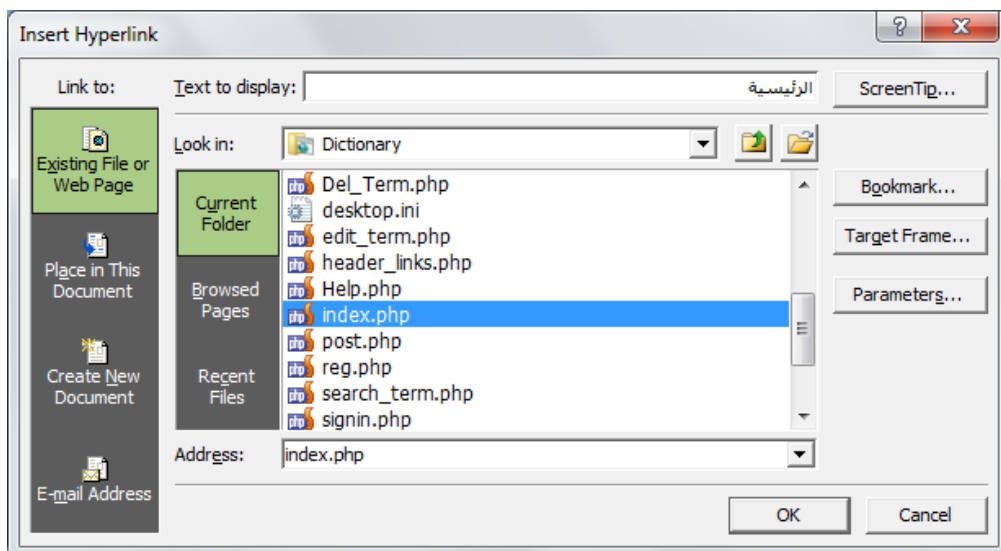 Insert Hyperlink
Link to:
Text to display: الرئيسية
ScreenTip...
Existing File or
Web Page
Look in: Dictionary
Current
Folder
Del_Term.php
desktop.ini
edit_term.php
header_links.php
Help.php
index.php
post.php
reg.php
search_term.php
signin.php
Bookmark...
Target Frame...
Parameters...
Place in This
Document
Browsed
Pages
Create New
Document
Recent
Files
Address: index.php
E-mail Address
OK
Cancel